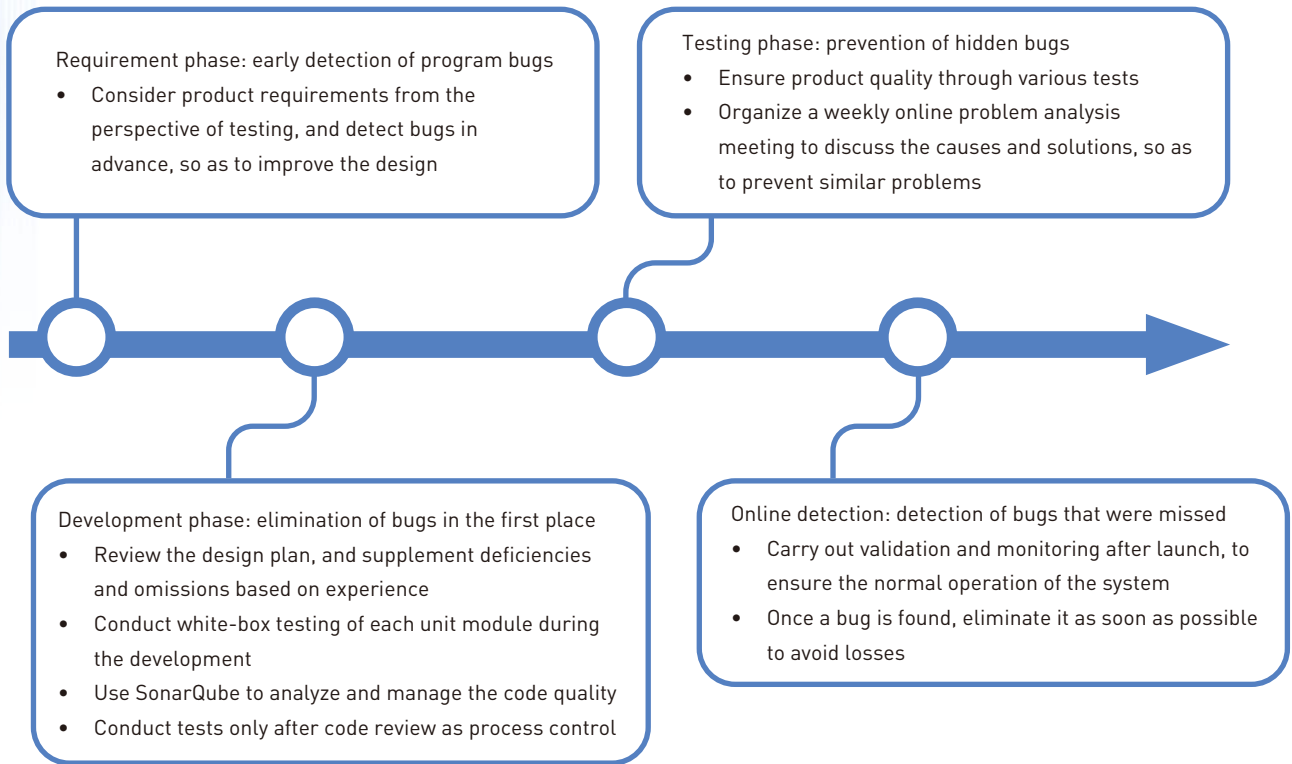 Requirement phase: early detection of program bugs
• Consider product requirements from the
perspective of testing, and detect bugs in
advance, so as to improve the design
Development phase: elimination of bugs in the first place
• Review the design plan, and supplement deficiencies
and omissions based on experience
• Conduct white-box testing of each unit module during
the development
• Use SonarQube to analyze and manage the code quality
• Conduct tests only after code review as process control
Testing phase: prevention of hidden bugs
• Ensure product quality through various tests
• Organize a weekly online problem analysis
meeting to discuss the causes and solutions, so as
to prevent similar problems
Online detection: detection of bugs that were missed
• Carry out validation and monitoring after launch, to
ensure the normal operation of the system
• Once a bug is found, eliminate it as soon as possible
to avoid losses